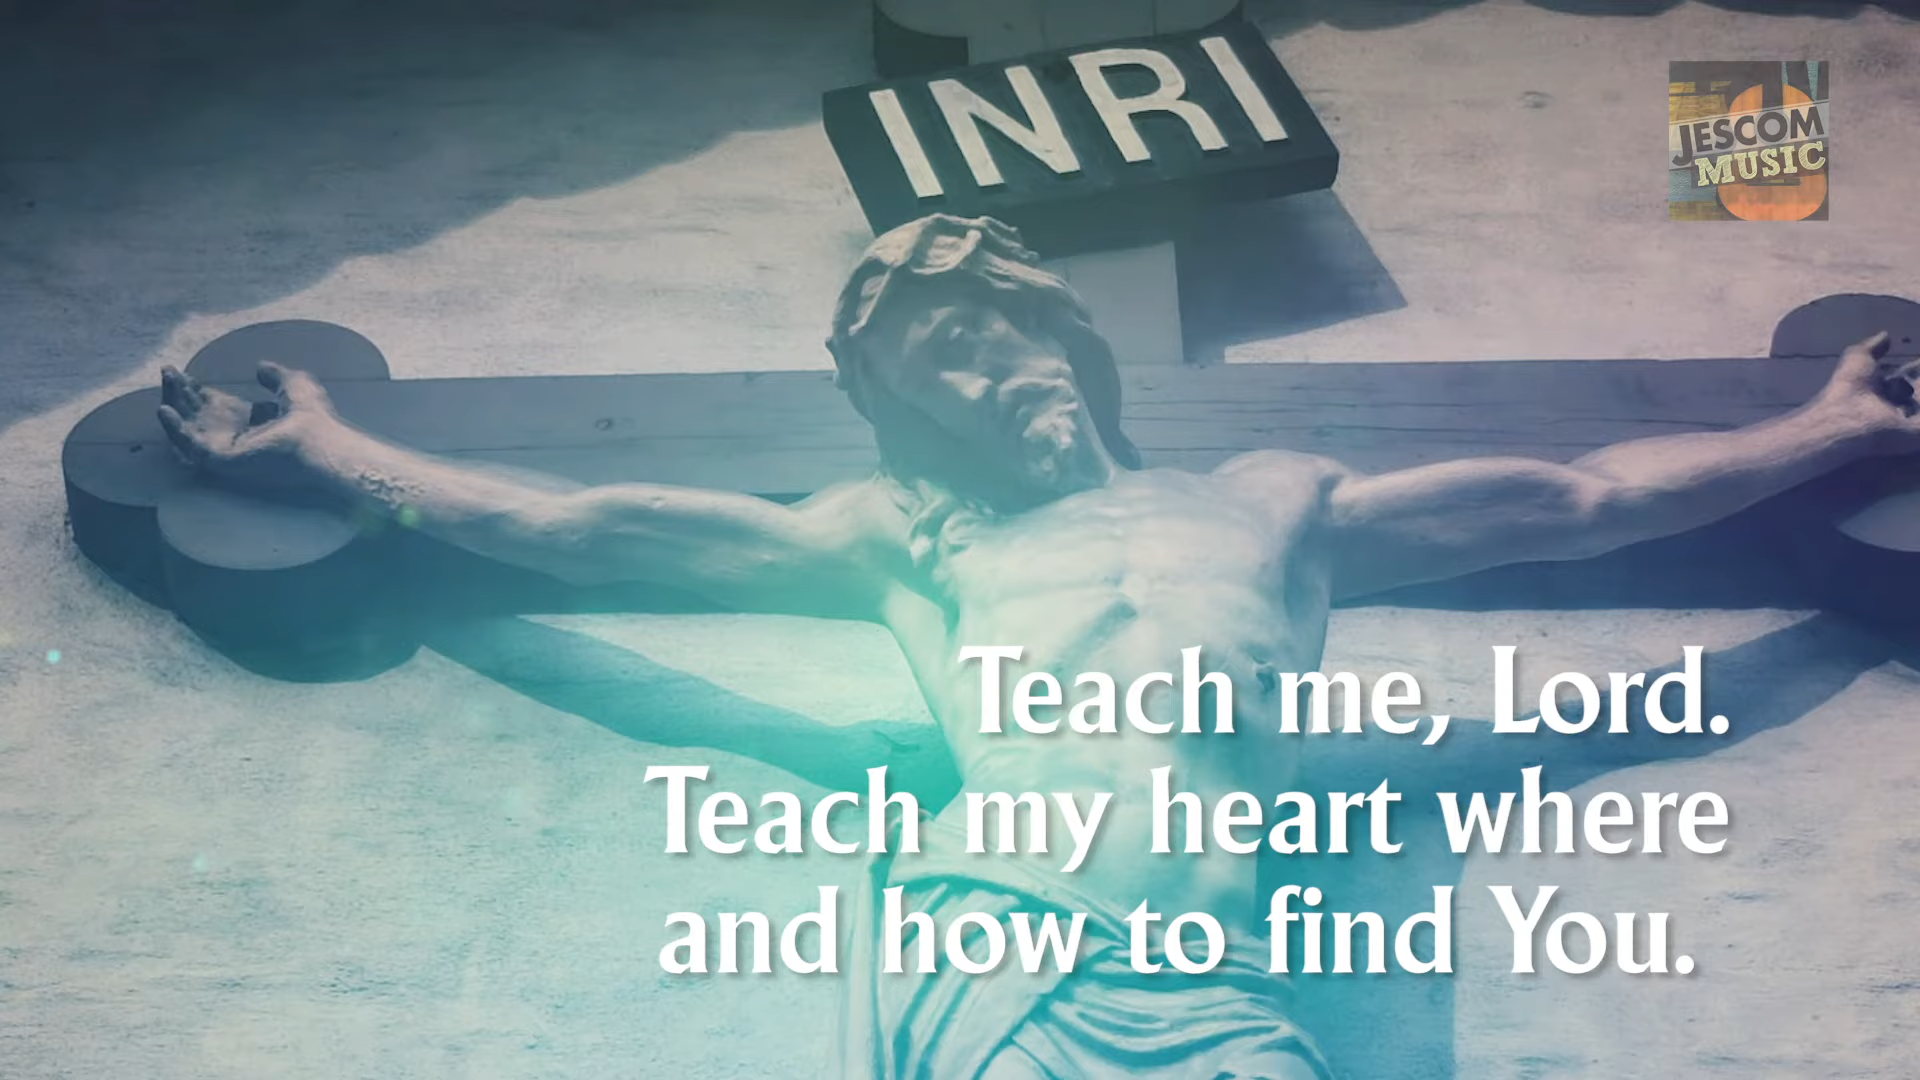 INRI
JESCOM
MUSIC
Teach me, Lord.
Teach my heart where
and how to find You.